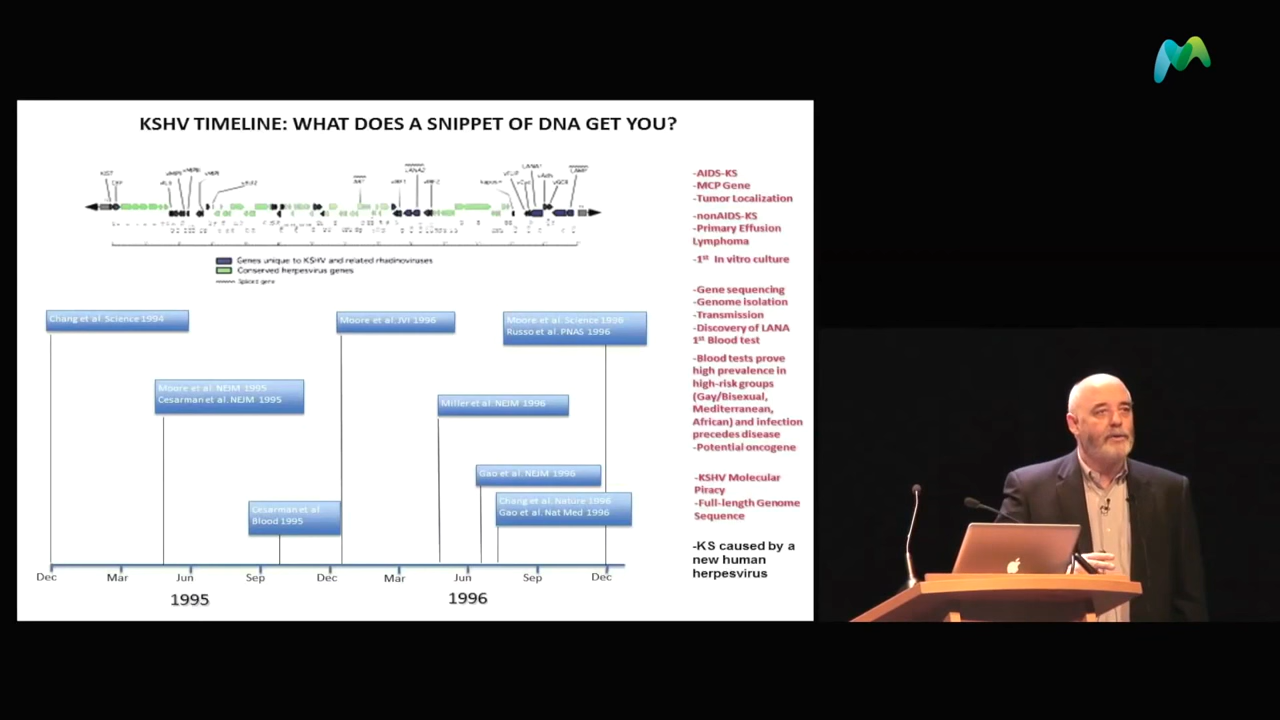 KSHV TIMELINE: WHAT DOES A SNIPPET OF DNA GET YOU?
LANA2
Genes unique to KSHV and related rhadinoviruses
Conserved herpesvirus genes
Spliced gene
Chang et al. Science 1994
Moore et al. NEJM 1995
Cesarman et al. NEJM 1995
Cesarman et al.
Blood 1995
Moore et al. JVI 1996
Miller et al. NEJM 1996
Gao et al. NEJM 1996
Chang et al. Nature 1996
Gao et al. Nat Med 1996
Moore et al. Science 1996
Russo et al. PNAS 1996
Dec Mar Jun Sep Dec Mar Jun Sep Dec
1995 1996
-AIDS-KS
-MCP Gene
-Tumor Localization
-nonAIDS-KS
-Primary Effusion
Lymphoma
-1st In vitro culture
-Gene sequencing
-Genome isolation
-Transmission
-Discovery of LANA
1st Blood test
-Blood tests prove
high prevalence in
high-risk groups
(Gay/Bisexual,
Mediterranean,
African) and infection
precedes disease
-Potential oncogene
-KSHV Molecular
Piracy
-Full-length Genome
Sequence
-KS caused by a
new human
herpesvirus